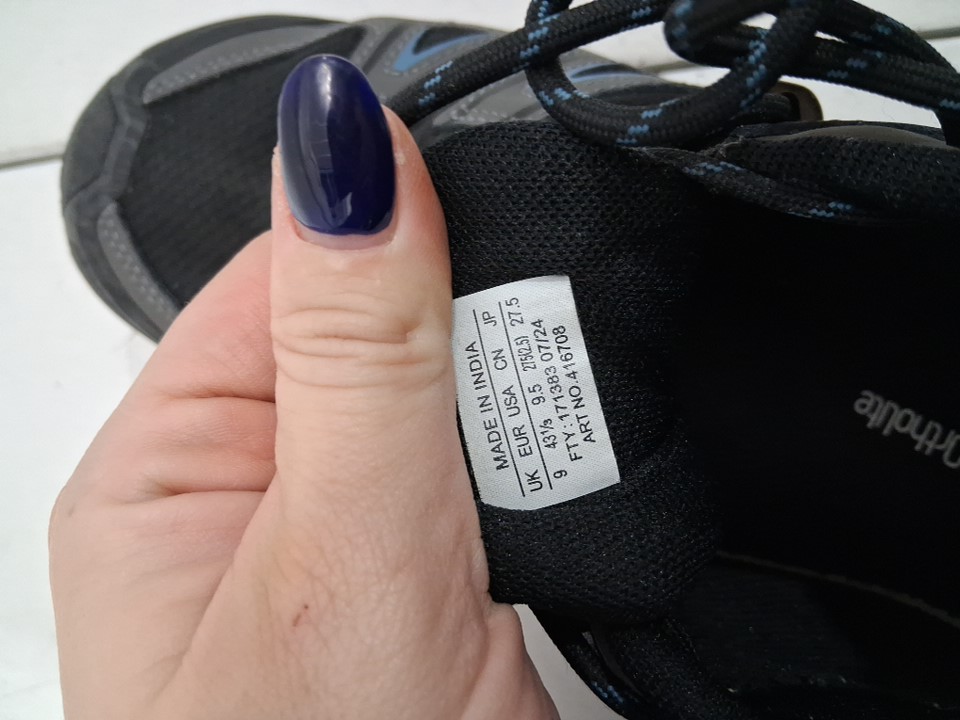 MADE IN INDIA
UK EUR USA CN JP
9 43⅓ 9.5 275(2.5) 27.5
FTY: 171383 07/24
ART NO.416708
ortholite